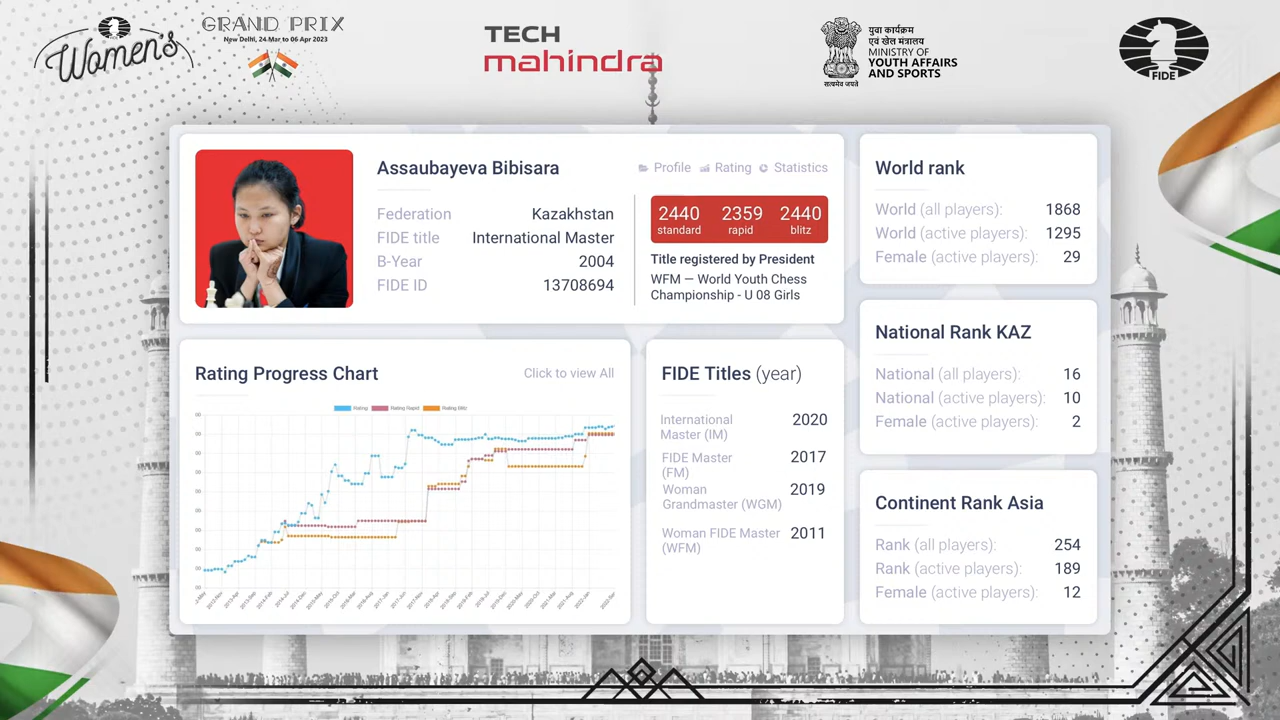 Women's
GRAND PRIX
New Delhi, 24 Mar to 06 Apr 2023
TECH
mahindra
सत्यमेव जयते
युवा कार्यक्रम
एवं खेल मंत्रालय
MINISTRY OF
YOUTH AFFAIRS
AND SPORTS
FIDE
Assaubayeva Bibisara
Profile Rating Statistics
Federation Kazakhstan
FIDE title International Master
B-Year 2004
FIDE ID 13708694
2440 2359 2440
standard rapid blitz
Title registered by President
WFM — World Youth Chess
Championship - U 08 Girls
World rank
World (all players): 1868
World (active players): 1295
Female (active players): 29
National Rank KAZ
National (all players): 16
National (active players): 10
Female (active players): 2
Rating Progress Chart Click to view All
Rating Rating Rapid Rating Blitz
FIDE Titles (year)
International 2020
Master (IM)
FIDE Master 2017
(FM)
Woman 2019
Grandmaster (WGM)
Woman FIDE Master 2011
(WFM)
Continent Rank Asia
Rank (all players): 254
Rank (active players): 189
Female (active players): 12